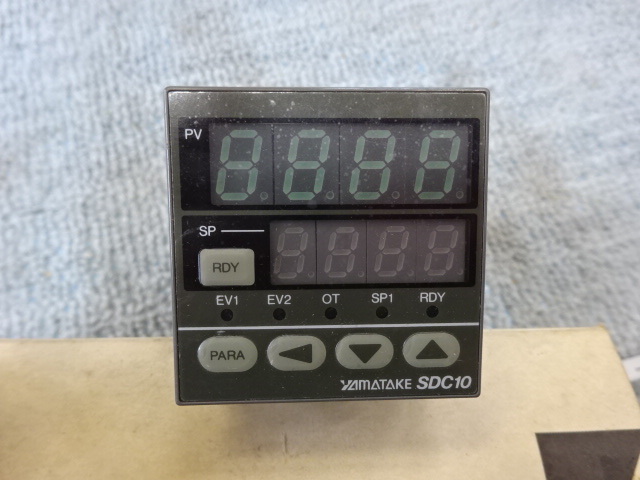 PV
SP
RDY
EV1 EV2 OT SP1 RDY
PARA
YAMATAKE SDC10